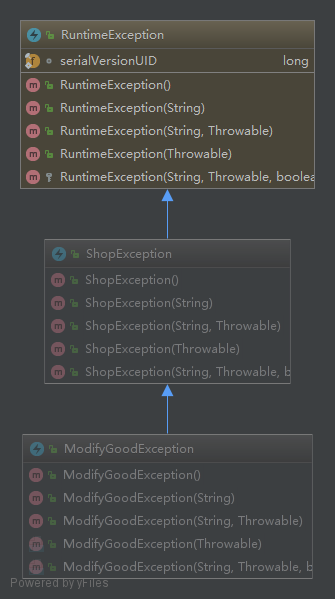 RuntimeException
serialVersionUID long
RuntimeException()
RuntimeException(String)
RuntimeException(String, Throwable)
RuntimeException(Throwable)
RuntimeException(String, Throwable, boolea
ShopException
ShopException()
ShopException(String)
ShopException(String, Throwable)
ShopException(Throwable)
ShopException(String, Throwable, b
ModifyGoodException
ModifyGoodException()
ModifyGoodException(String)
ModifyGoodException(String, Throwable)
ModifyGoodException(Throwable)
ModifyGoodException(String, Throwable, b
Powered by yFiles